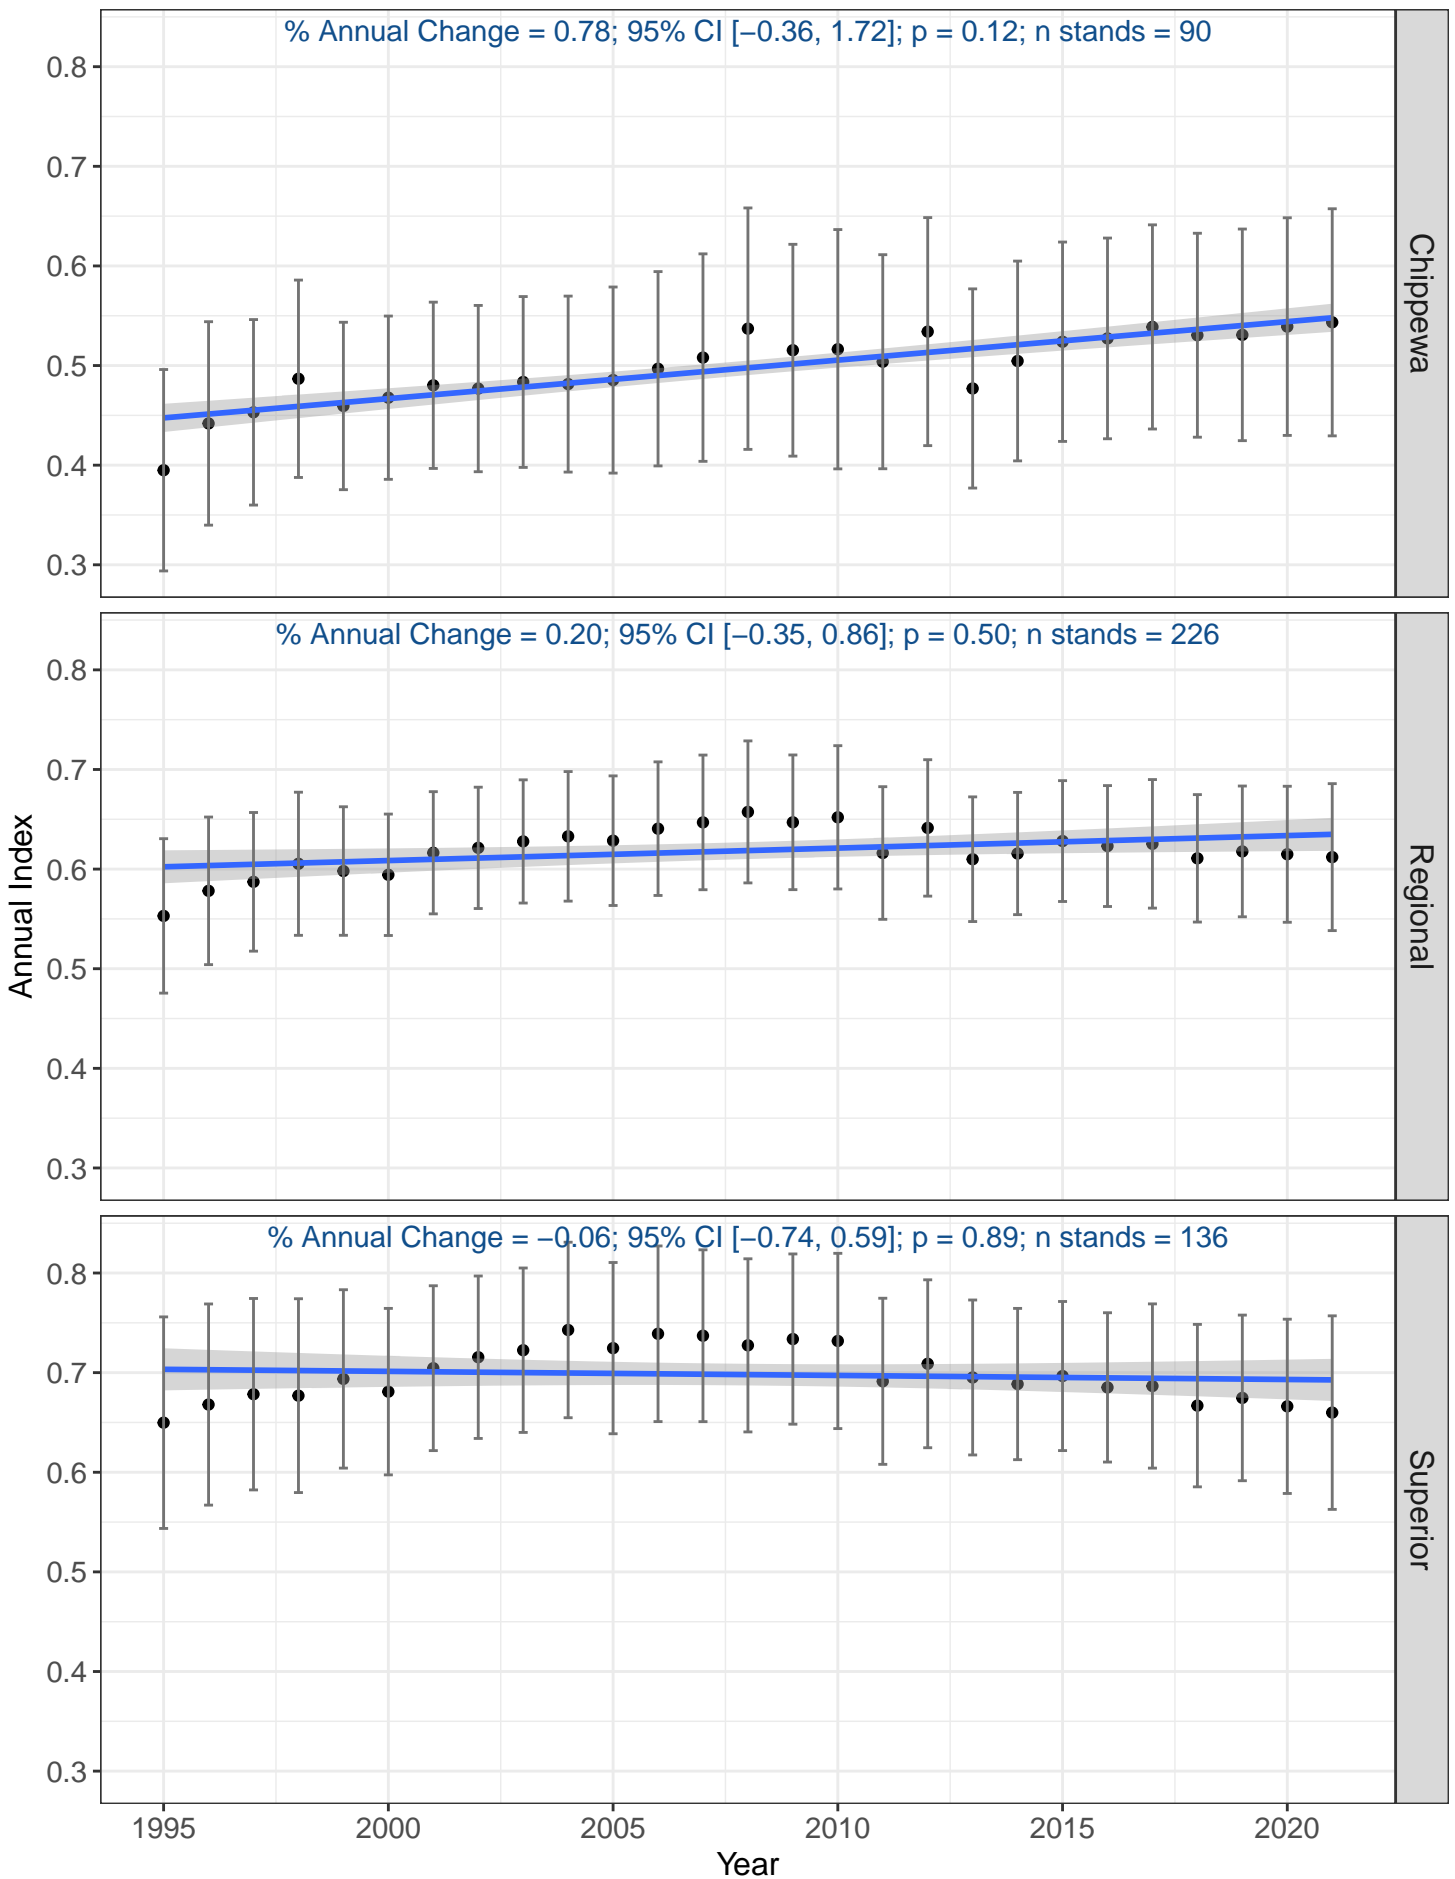 % Annual Change = 0.78; 95% CI [−0.36, 1.72]; p = 0.12; n stands = 90
0.8
0.7
0.6
0.5
0.4
0.3
Chippewa
% Annual Change = 0.20; 95% CI [−0.35, 0.86]; p = 0.50; n stands = 226
0.8
0.7
0.6
0.5
0.4
0.3
Regional
Annual Index
% Annual Change = −0.06; 95% CI [−0.74, 0.59]; p = 0.89; n stands = 136
0.8
0.7
0.6
0.5
0.4
0.3
Superior
1995 2000 2005 2010 2015 2020
Year